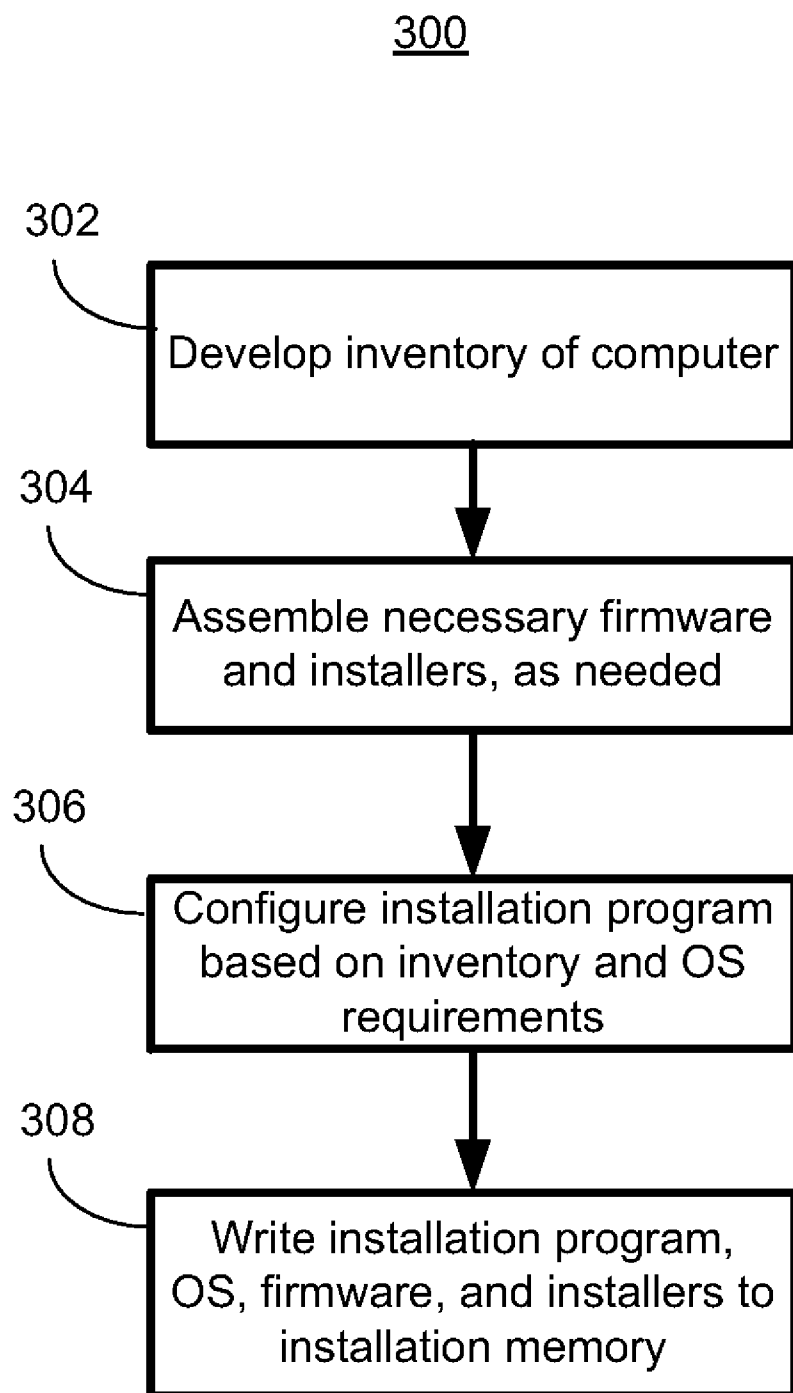 300
302
Develop inventory of computer
304
Assemble necessary firmware
and installers, as needed
306
Configure installation program
based on inventory and OS
requirements
308
Write installation program,
OS, firmware, and installers to
installation memory